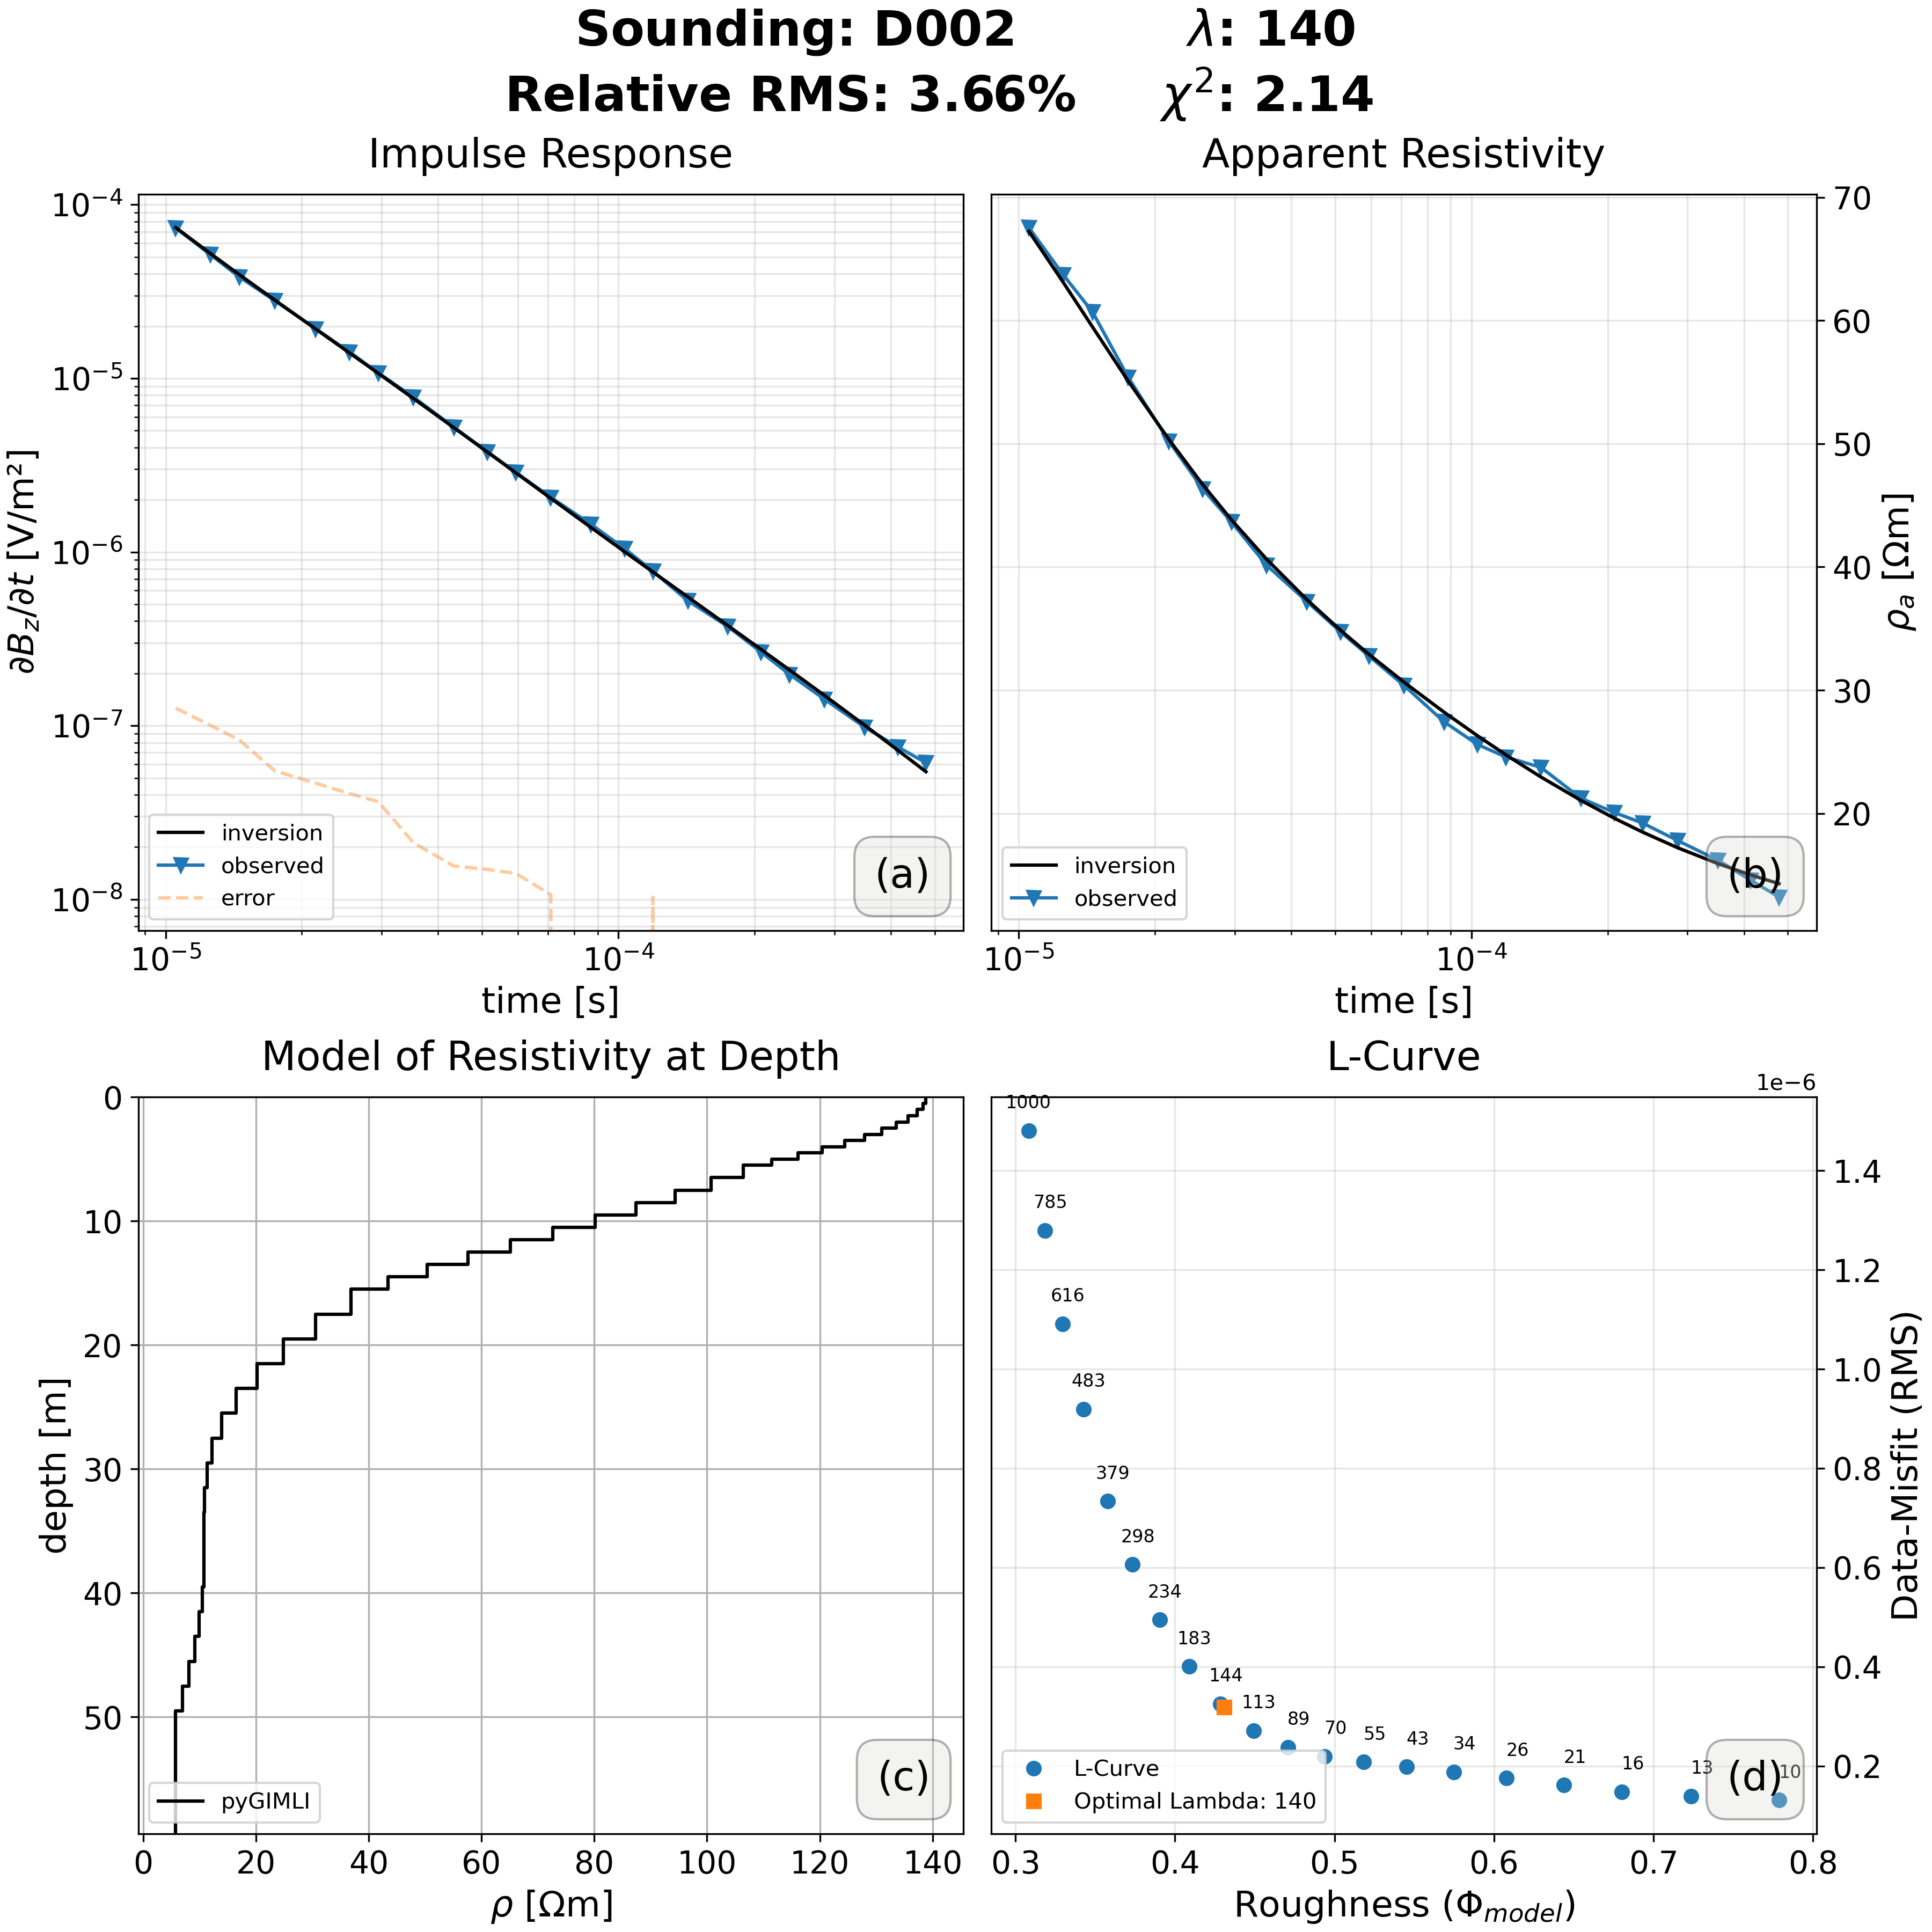 Sounding: D002 λ: 140
Relative RMS: 3.66% χ²: 2.14
Impulse Response
10⁻⁴
10⁻⁵
10⁻⁶
10⁻⁷
10⁻⁸
∂B_z/∂t [V/m²]
inversion
observed
error
(a)
10⁻⁵
10⁻⁴
time [s]
Apparent Resistivity
70
60
50
40
30
20
ρ_a [Ωm]
inversion
observed
(b)
10⁻⁵
10⁻⁴
time [s]
Model of Resistivity at Depth
0
10
20
30
40
50
depth [m]
pyGIMLI
(c)
0 20 40 60 80 100 120 140
ρ [Ωm]
L-Curve
1e−6
1000
785
616
483
379
298
234
183
144
113
89
70
55
43
34
26
21
16
13
10
1.4
1.2
1.0
0.8
0.6
0.4
0.2
Data-Misfit (RMS)
L-Curve
Optimal Lambda: 140
(d)
0.3 0.4 0.5 0.6 0.7 0.8
Roughness (Φ_model)